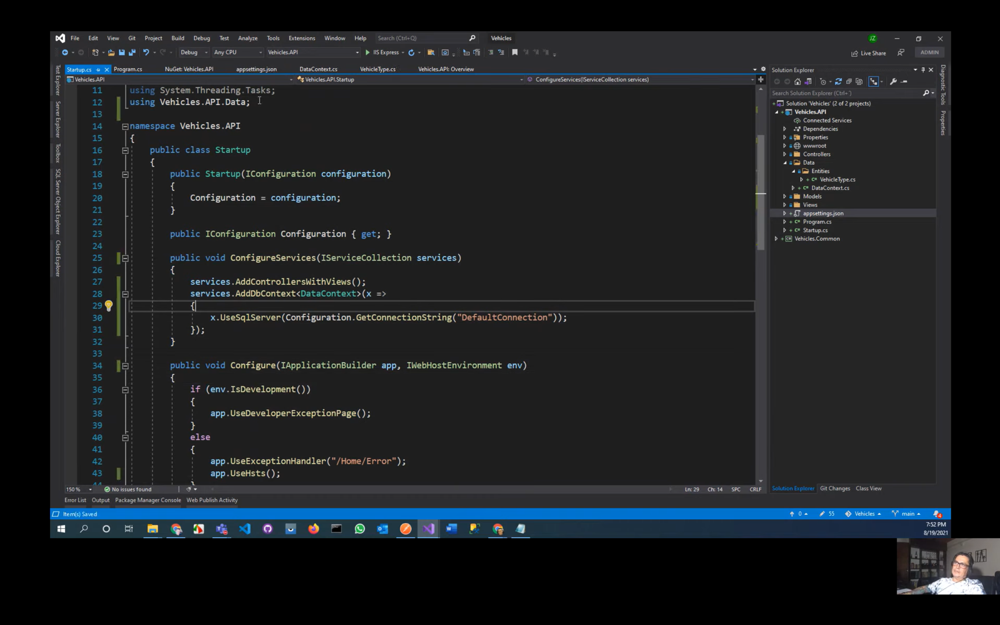 File Edit View Git Project Build Debug Test Analyze Tools Extensions Window Help Search (Ctrl+Q) Vehicles JZ
Debug Any CPU Vehicles.API IIS Express Live Share ADMIN
Startup.cs Program.cs NuGet: Vehicles.API appsettings.json DataContext.cs VehicleType.cs Vehicles.API: Overview
Vehicles.API Vehicles.API.Startup ConfigureServices(IServiceCollection services)
Test Explorer
Server Explorer
Toolbox
SQL Server Object Explorer
Cloud Explorer
11 using System.Threading.Tasks;
12 using Vehicles.API.Data;
13
14 namespace Vehicles.API
15 {
16 public class Startup
17 {
18 public Startup(IConfiguration configuration)
19 {
20 Configuration = configuration;
21 }
22
23 public IConfiguration Configuration { get; }
24
25 public void ConfigureServices(IServiceCollection services)
26 {
27 services.AddControllersWithViews();
28 services.AddDbContext<DataContext>(x =>
29 {
30 x.UseSqlServer(Configuration.GetConnectionString("DefaultConnection"));
31 });
32 }
33
34 public void Configure(IApplicationBuilder app, IWebHostEnvironment env)
35 {
36 if (env.IsDevelopment())
37 {
38 app.UseDeveloperExceptionPage();
39 }
40 else
41 {
42 app.UseExceptionHandler("/Home/Error");
43 app.UseHsts();
44 }
150 % No issues found Ln: 29 Ch: 14 SPC CRLF
Solution Explorer
Search Solution Explorer (Ctrl+´)
Solution 'Vehicles' (2 of 2 projects)
Vehicles.API
Connected Services
Dependencies
Properties
wwwroot
Controllers
Data
Entities
VehicleType.cs
DataContext.cs
Models
Views
appsettings.json
Program.cs
Startup.cs
Vehicles.Common
Solution Explorer Git Changes Class View
Diagnostic Tools
Properties
Error List Output Package Manager Console Web Publish Activity
Item(s) Saved 0 55 Vehicles main 4
7:52 PM
8/19/2021